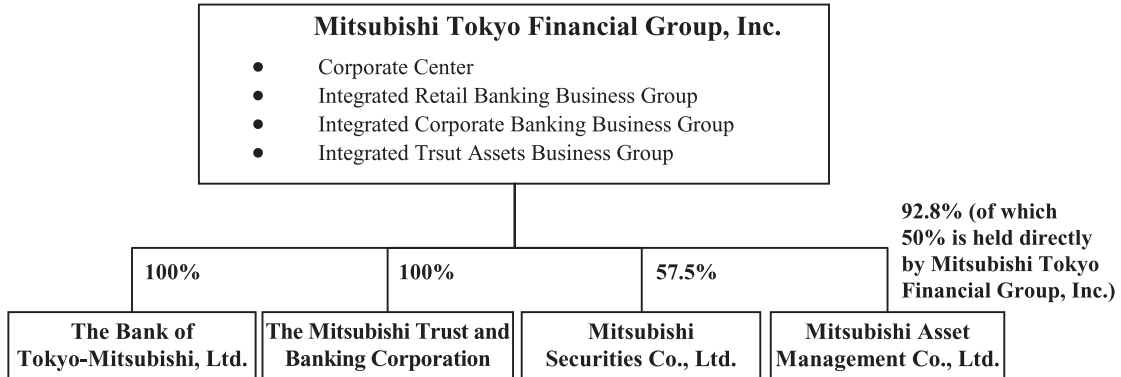 Mitsubishi Tokyo Financial Group, Inc.
● Corporate Center
● Integrated Retail Banking Business Group
● Integrated Corporate Banking Business Group
● Integrated Trsut Assets Business Group
92.8% (of which
50% is held directly
by Mitsubishi Tokyo
Financial Group, Inc.)
100%
100%
57.5%
The Bank of
Tokyo-Mitsubishi, Ltd.
The Mitsubishi Trust and
Banking Corporation
Mitsubishi
Securities Co., Ltd.
Mitsubishi Asset
Management Co., Ltd.